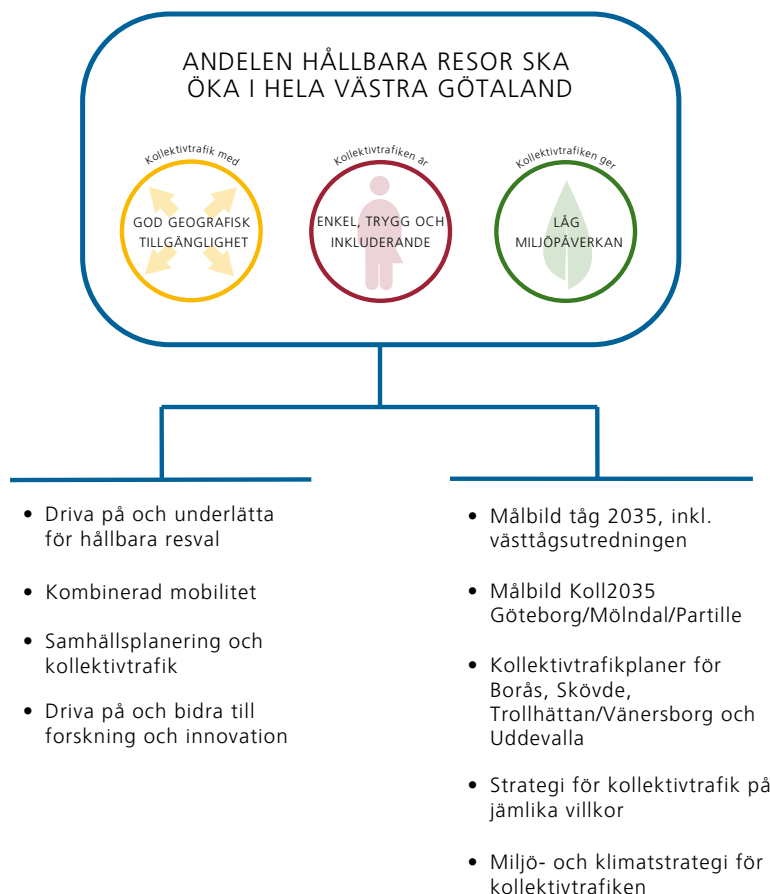 ANDELEN HÅLLBARA RESOR SKA
ÖKA I HELA VÄSTRA GÖTALAND
Kollektivtrafik med
GOD GEOGRAFISK
TILLGÄNGLIGHET
Kollektivtrafiken är
ENKEL, TRYGG OCH
INKLUDERANDE
Kollektivtrafiken ger
LÅG
MILJÖPÅVERKAN
• Driva på och underlätta
för hållbara resval
• Kombinerad mobilitet
• Samhällsplanering och
kollektivtrafik
• Driva på och bidra till
forskning och innovation
• Målbild tåg 2035, inkl.
västtågsutredningen
• Målbild Koll2035
Göteborg/Mölndal/Partille
• Kollektivtrafikplaner för
Borås, Skövde,
Trollhättan/Vänersborg och
Uddevalla
• Strategi för kollektivtrafik på
jämlika villkor
• Miljö- och klimatstrategi för
kollektivtrafiken